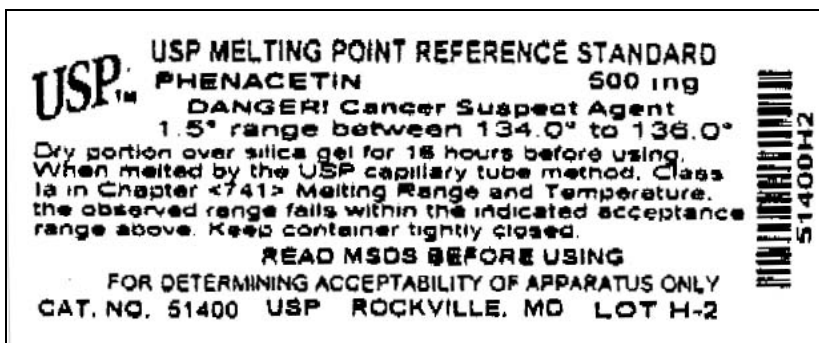 USP™
USP MELTING POINT REFERENCE STANDARD
PHENACETIN 500 mg
DANGER! Cancer Suspect Agent
1.5° range between 134.0° to 136.0°
Dry portion over silica gel for 16 hours before using.
When melted by the USP capillary tube method, Class
Ia in Chapter <741> Melting Range and Temperature,
the observed range falls within the indicated acceptance
range above. Keep container tightly closed.
READ MSDS BEFORE USING
FOR DETERMINING ACCEPTABILITY OF APPARATUS ONLY
CAT. NO. 51400 USP ROCKVILLE, MD LOT H-2
51400H2